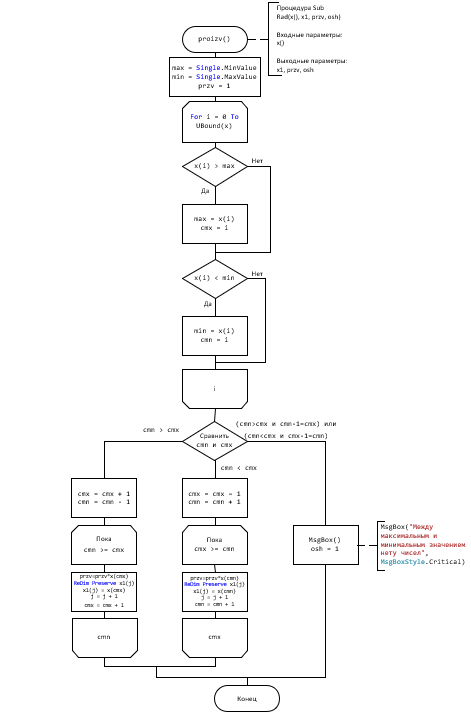 Процедура Sub
Rad(x(), x1, przv, osh)
Входные параметры:
x()
Выходные параметры:
x1, przv, osh
proizv()
max = Single.MinValue
min = Single.MaxValue
przv = 1
For i = 0 To
UBound(x)
x(i) > max
Нет
Да
max = x(i)
cmx = i
x(i) < min
Нет
Да
min = x(i)
cmn = i
i
Сравнить
cmn и cmx
cmn > cmx
(cmn>cmx и cmn-1=cmx) или
(cmn<cmx и cmx-1=cmn)
cmn < cmx
cmx = cmx + 1
cmn = cmn - 1
cmx = cmx - 1
cmn = cmn + 1
Пока
cmn >= cmx
Пока
cmx >= cmn
MsgBox()
osh = 1
MsgBox("Между
максимальным и
минимальным значением
нету чисел",
MsgBoxStyle.Critical)
przv=przv*x(cmx)
ReDim Preserve x1(j)
x1(j) = x(cmx)
j = j + 1
cmx = cmx + 1
przv=przv*x(cmn)
ReDim Preserve x1(j)
x1(j) = x(cmn)
j = j + 1
cmn = cmn + 1
cmn
cmx
Конец